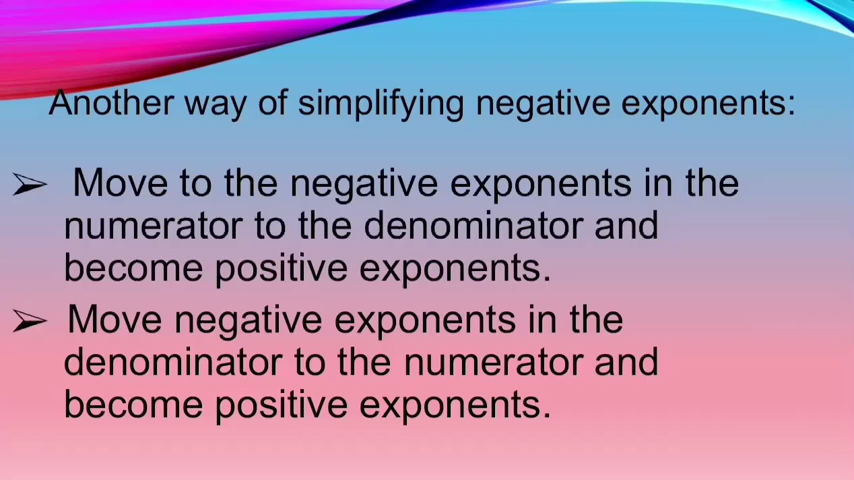 Another way of simplifying negative exponents:
➢ Move to the negative exponents in the
numerator to the denominator and
become positive exponents.
➢ Move negative exponents in the
denominator to the numerator and
become positive exponents.